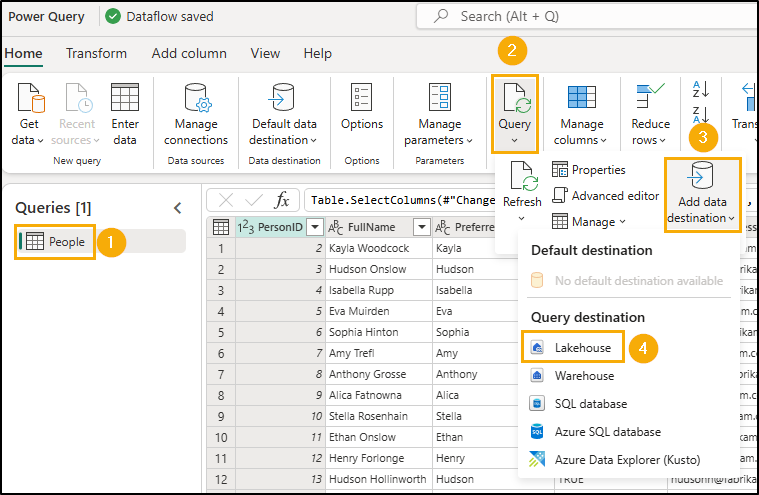 Power Query
Dataflow saved
Search (Alt + Q)
Home
Transform
Add column
View
Help
2
Get
data
Recent
sources
Enter
data
New query
Manage
connections
Data sources
Default data
destination
Data destination
Options
Options
Manage
parameters
Parameters
Query
Manage
columns
Reduce
rows
A
Z
Z
A
3
Refresh
Properties
Advanced editor
Manage
Add data
destination
Queries [1]
People
1
fx
Table.SelectColumns(#"Change
1 2 3 PersonID
ABC FullName
ABC
1 2 Kayla Woodcock Kayla
2 3 Hudson Onslow Hudson
3 4 Isabella Rupp Isabella
4 5 Eva Muirden Eva
5 6 Sophia Hinton Sophia
6 7 Amy Trefl Amy
7 8 Anthony Grosse Anthony
8 9 Alica Fatnowna Alica
9 10 Stella Rosenhain Stella
10 11 Ethan Onslow Ethan
11 12 Henry Forlonge Henry
12 13 Hudson Hollinworth Hudson TRUE
Default destination
No default destination available
Query destination
Lakehouse
4
Warehouse
SQL database
Azure SQL database
Azure Data Explorer (Kusto)